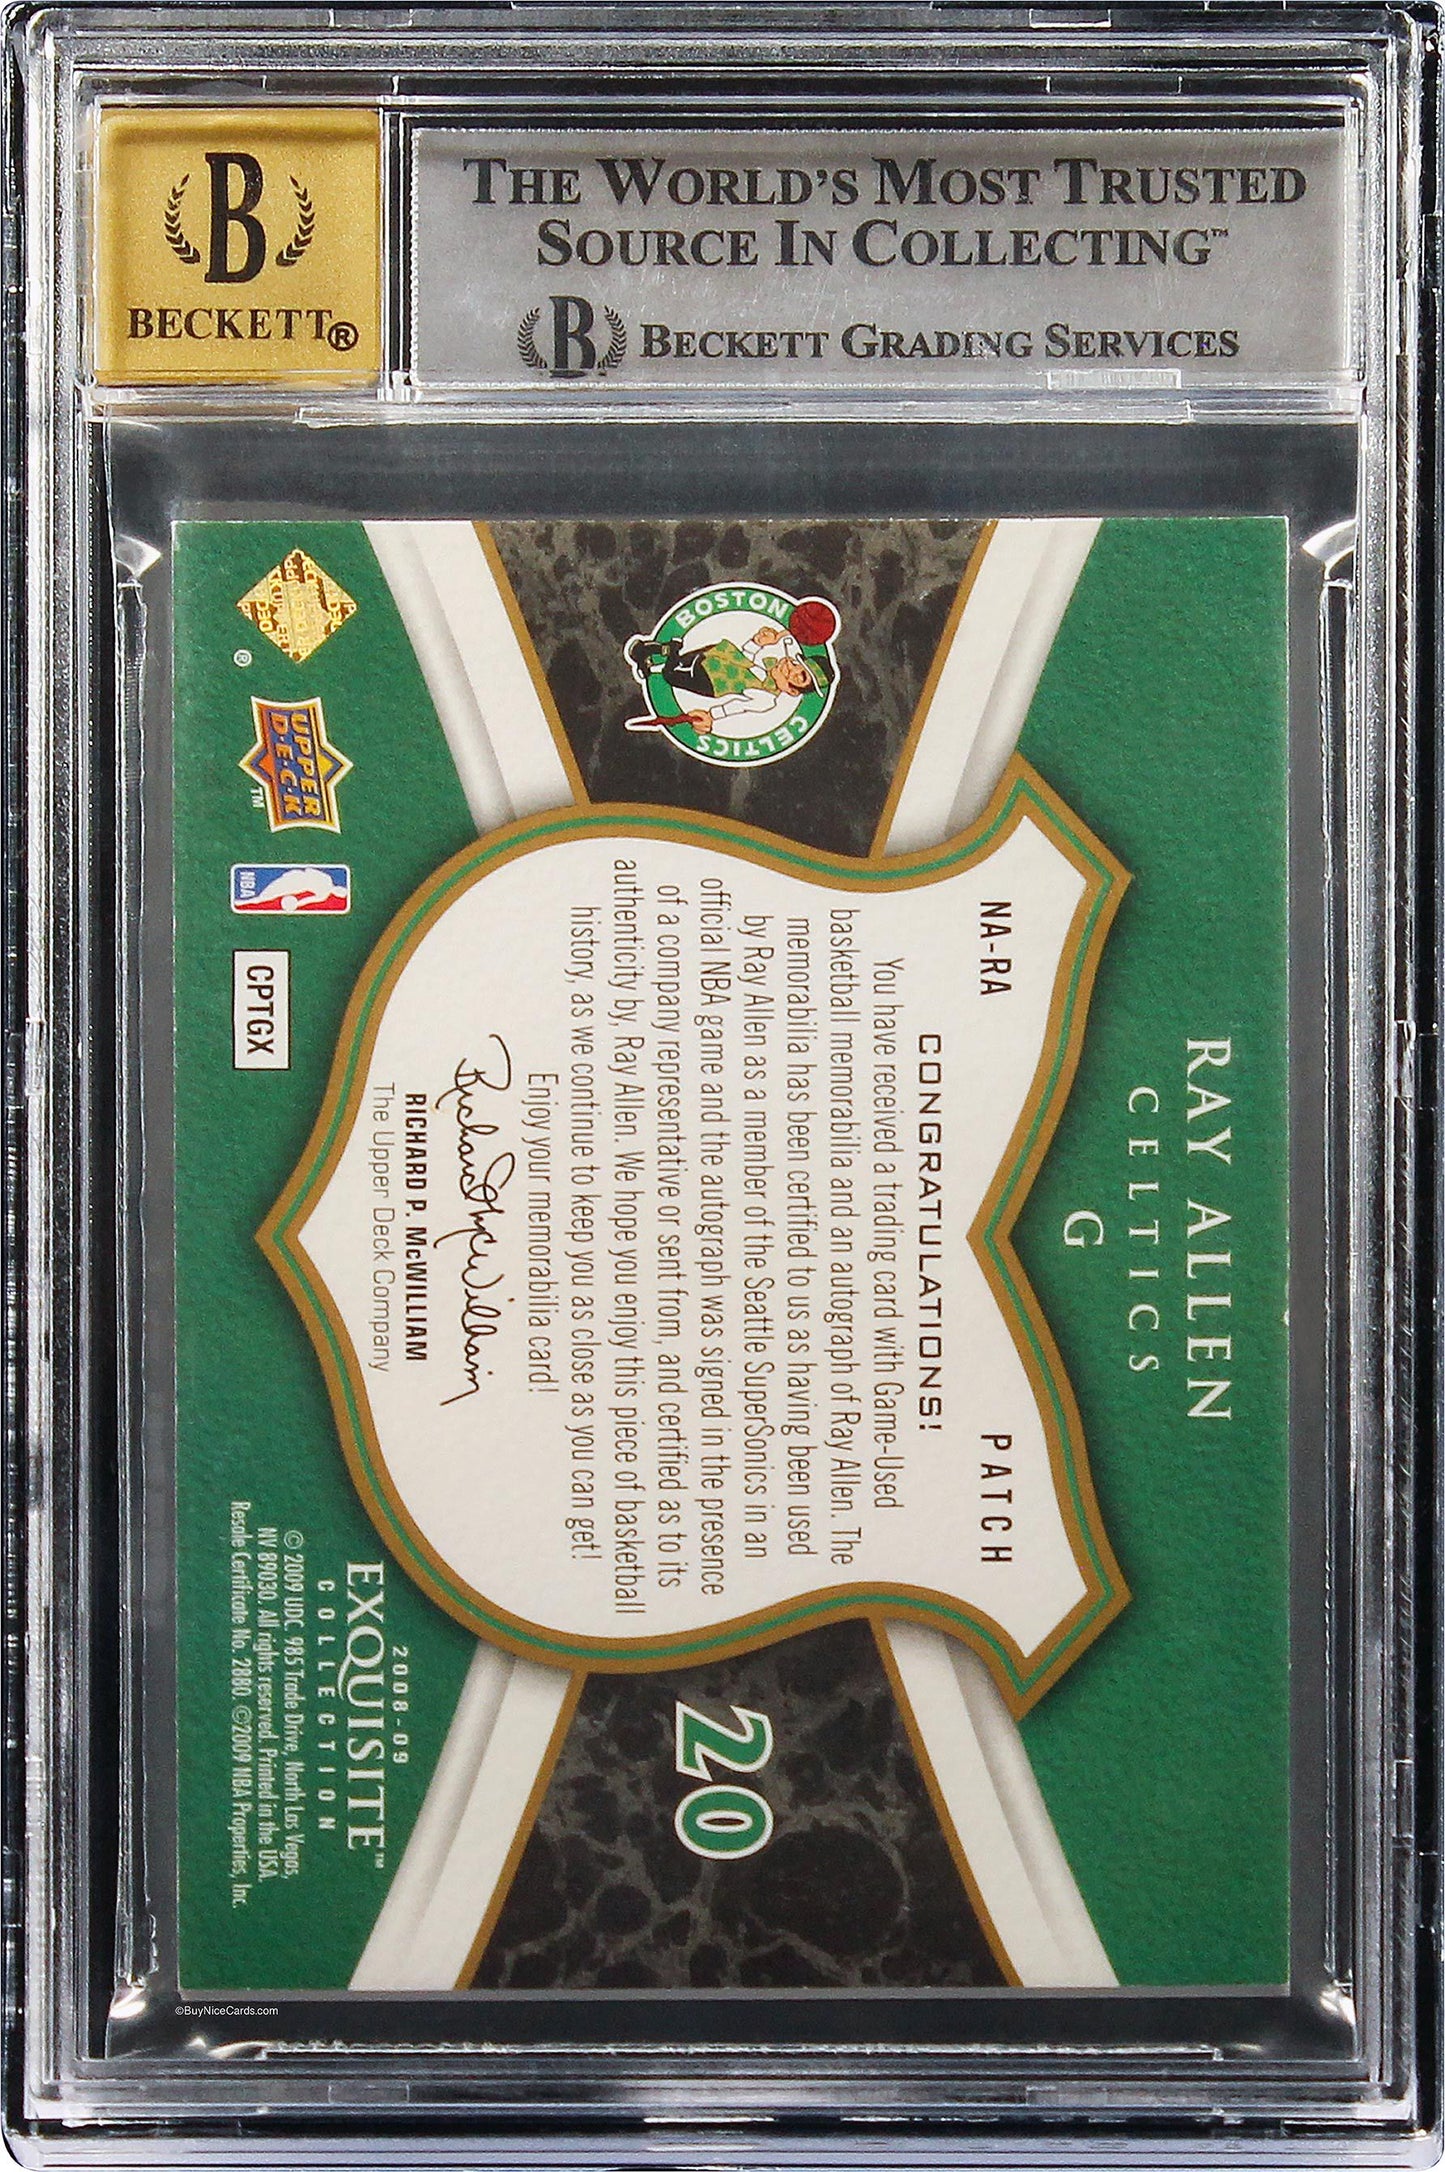 B
BECKETT®
THE WORLD'S MOST TRUSTED
SOURCE IN COLLECTING™
B BECKETT GRADING SERVICES
RAY ALLEN
CELTICS
G
NA-RA
PATCH
CONGRATULATIONS!
You have received a trading card with Game-Used
basketball memorabilia and an autograph of Ray Allen. The
memorabilia has been certified to us as having been used
by Ray Allen as a member of the Seattle SuperSonics in an
official NBA game and the autograph was signed in the presence
of a company representative or sent from, and certified as to its
authenticity by, Ray Allen. We hope you enjoy this piece of basketball
history, as we continue to keep you as close as you can get!
Enjoy your memorabilia card!
Richard P. McWilliam
RICHARD P. McWILLIAM
The Upper Deck Company
BOSTON
CELTICS
20
®
UPPER
D·E·C·K
TM
NBA
CPTGX
2008-09
EXQUISITE™
COLLECTION
© 2009 UDC, 985 Trade Drive, North Las Vegas,
NV 89030. All rights reserved. Printed in the USA.
Resale Certificate No. 2880. ©2009 NBA Properties, Inc.
©BuyNiceCards.com